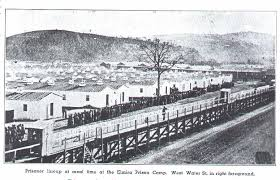 Prisoner lineup at meal time at the Elmira Prison Camp. West Water St. in right foreground.